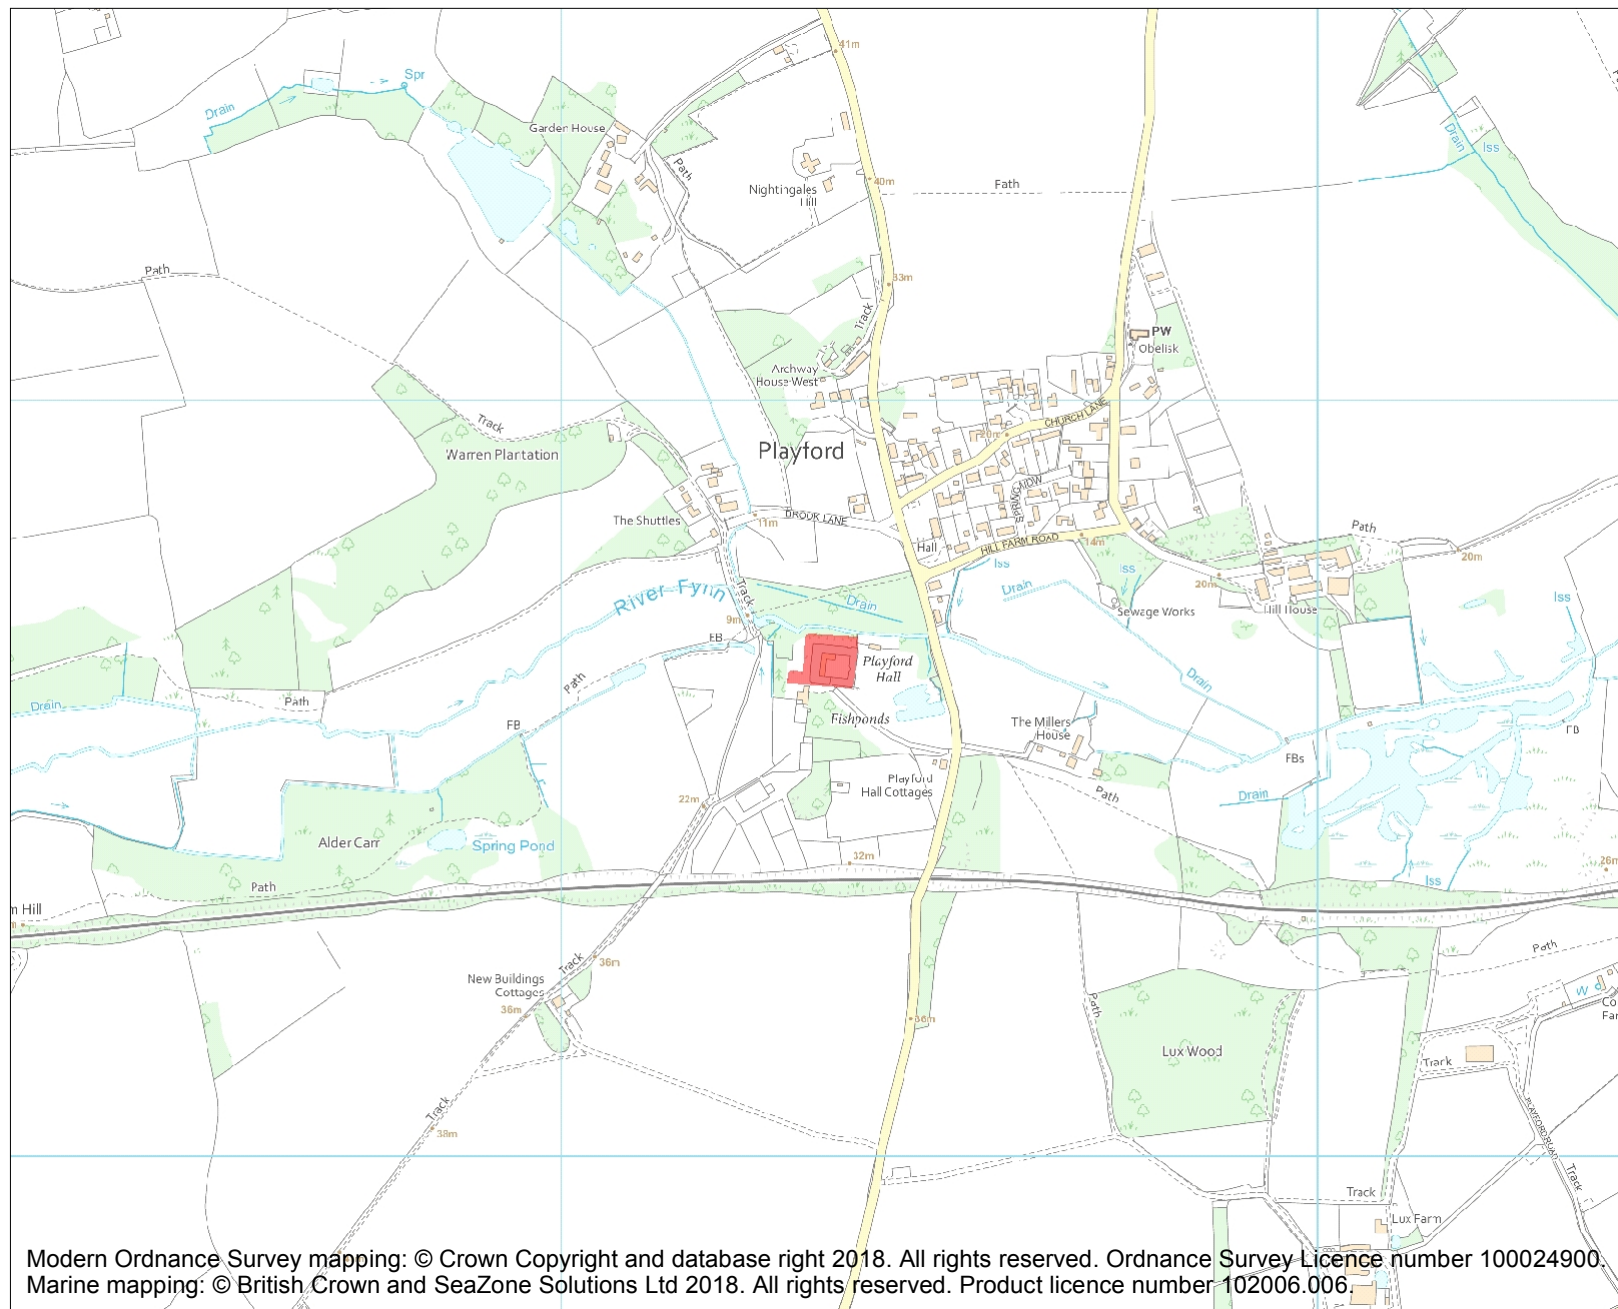 41m
Spr
Drain
Garden House
Drain
Iss
Path
Nightingales
Hill
40m
Path
Path
33m
Track
PW
Obelisk
Archway
House West
CHURCH LANE
Track
20m
Playford
Warren Plantation
The Shuttles
11m
BROOK LANE
Hall
HILL FARM ROAD
14m
Path
20m
Iss
Iss
20m
Drain
Hill House
Iss
River Fynn
Track
Drain
Sewage Works
9m
FB
Playford
Hall
Path
Drain
Path
Drain
Fishponds
FB
The Millers
House
FB
FBs
Playford
Hall Cottages
Path
Drain
22m
Alder Carr
Spring Pond
32m
26m
Path
Iss
m Hill
Path
Track
36m
New Buildings
Cottages
36m
W
Path
36m
Lux Wood
Track
Track
38m
PLAYFORD ROAD
Track
Track
Lux Farm
Modern Ordnance Survey mapping: © Crown Copyright and database right 2018. All rights reserved. Ordnance Survey Licence number 100024900.
Marine mapping: © British Crown and SeaZone Solutions Ltd 2018. All rights reserved. Product licence number 102006.006.